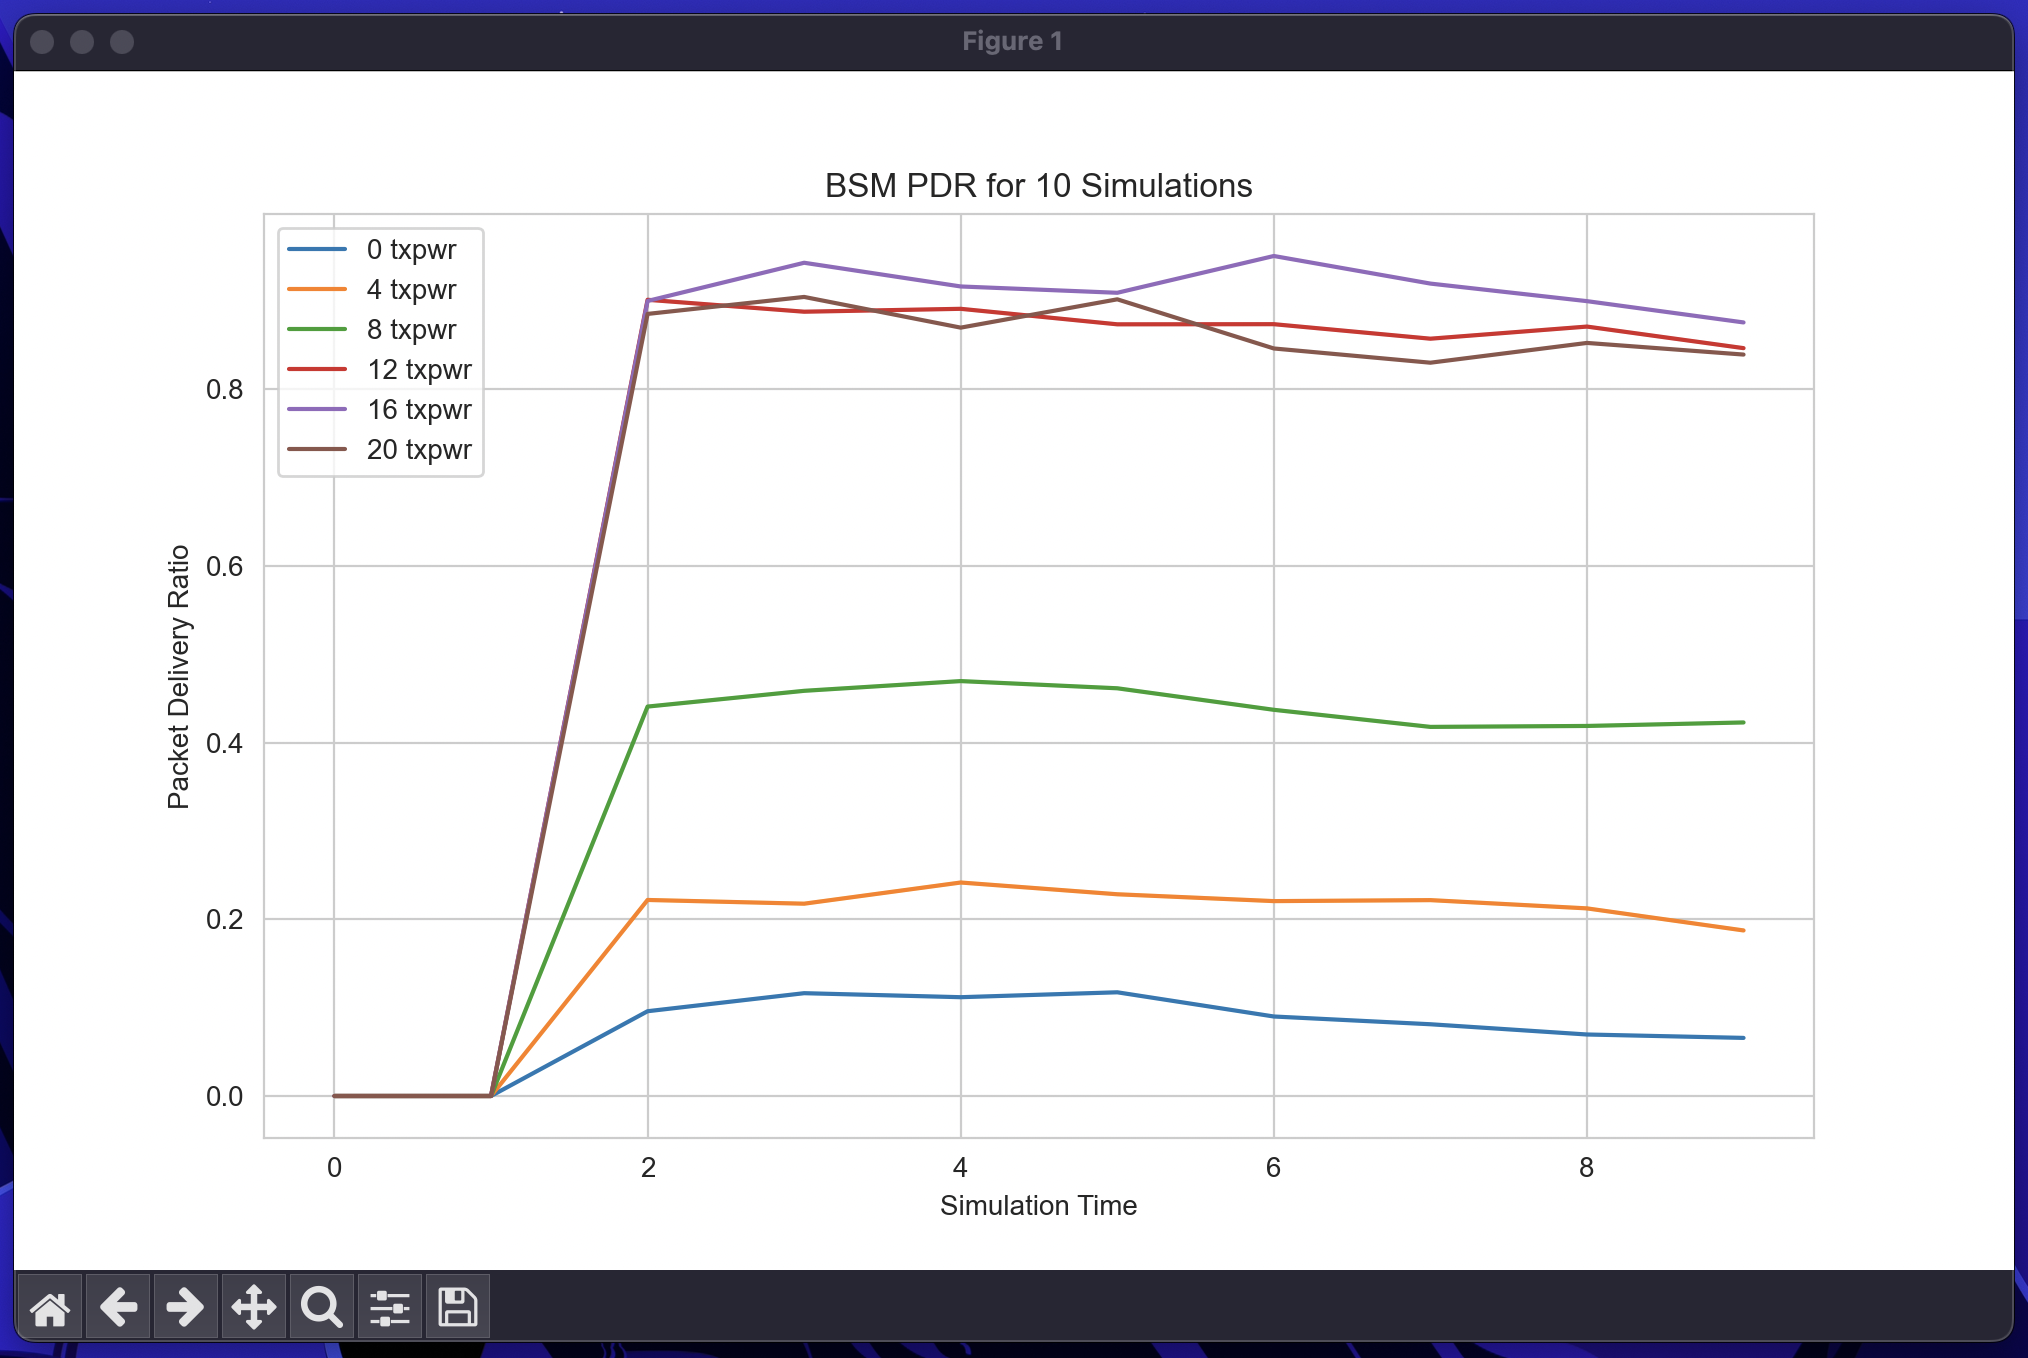 Figure 1
BSM PDR for 10 Simulations
0 txpwr
4 txpwr
8 txpwr
12 txpwr
16 txpwr
20 txpwr
Packet Delivery Ratio
0.8
0.6
0.4
0.2
0.0
0 2 4 6 8
Simulation Time